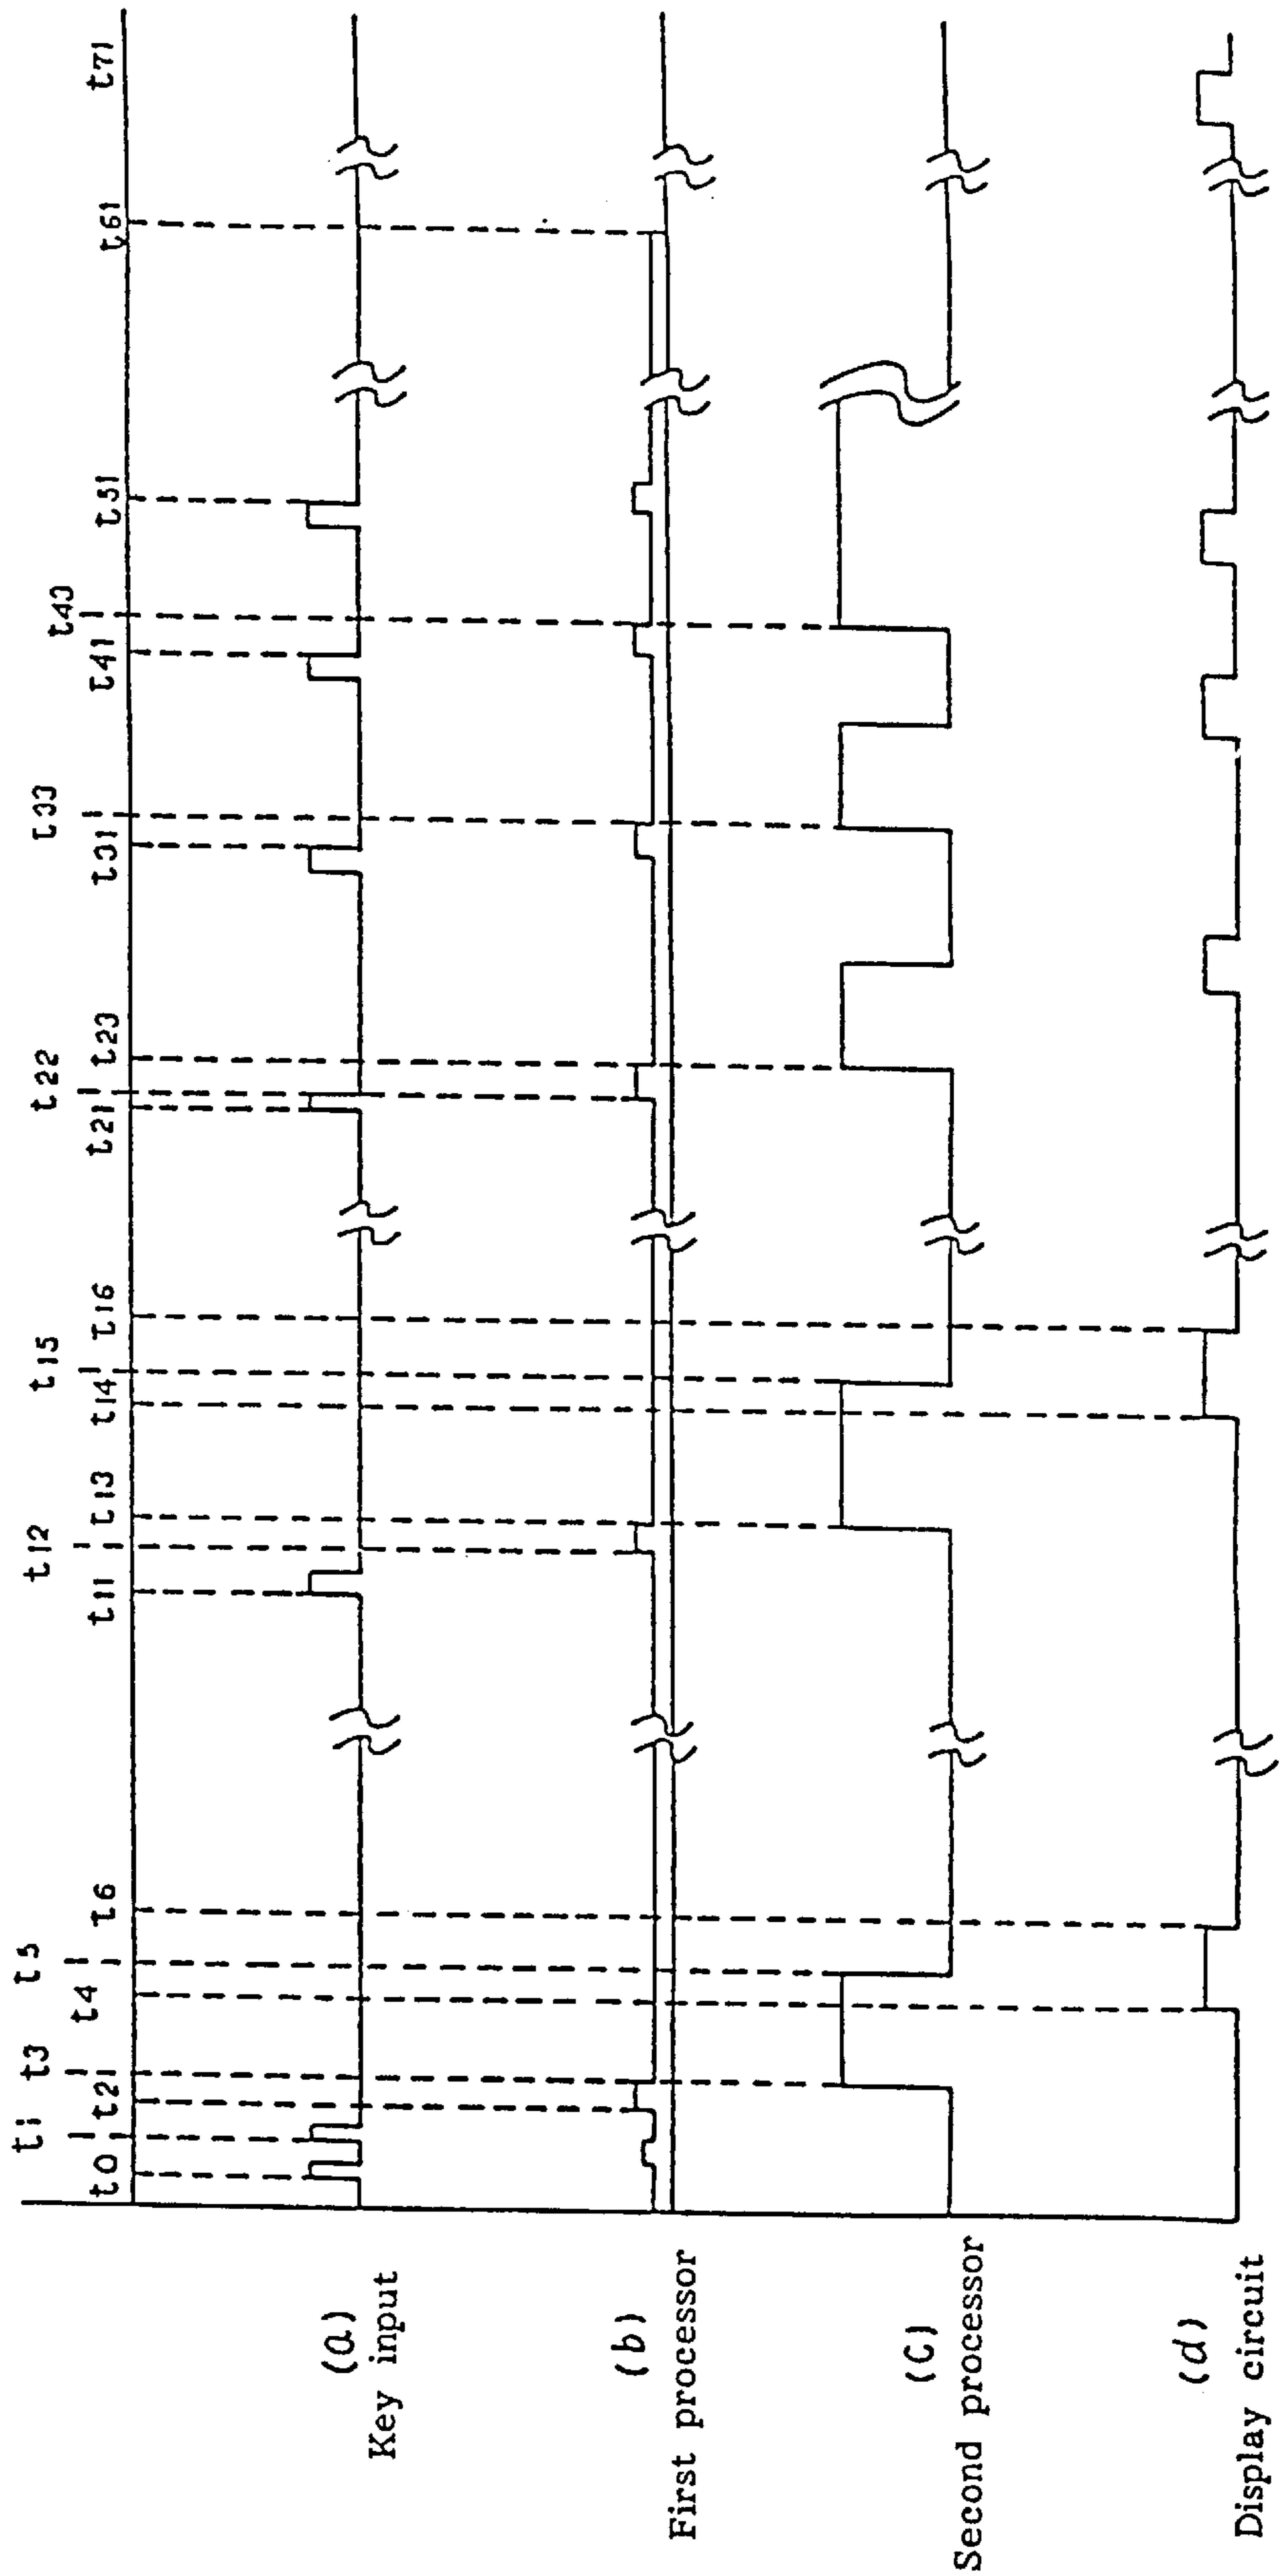 t1 t3 t5 t12 t15 t22 t33 t43
t0 t21 t4 t6 t11 t13 t14 t16 t21 t23 t31 t41 t51 t61 t71
(a)
Key input
(b)
First processor
(C)
Second processor
(d)
Display circuit